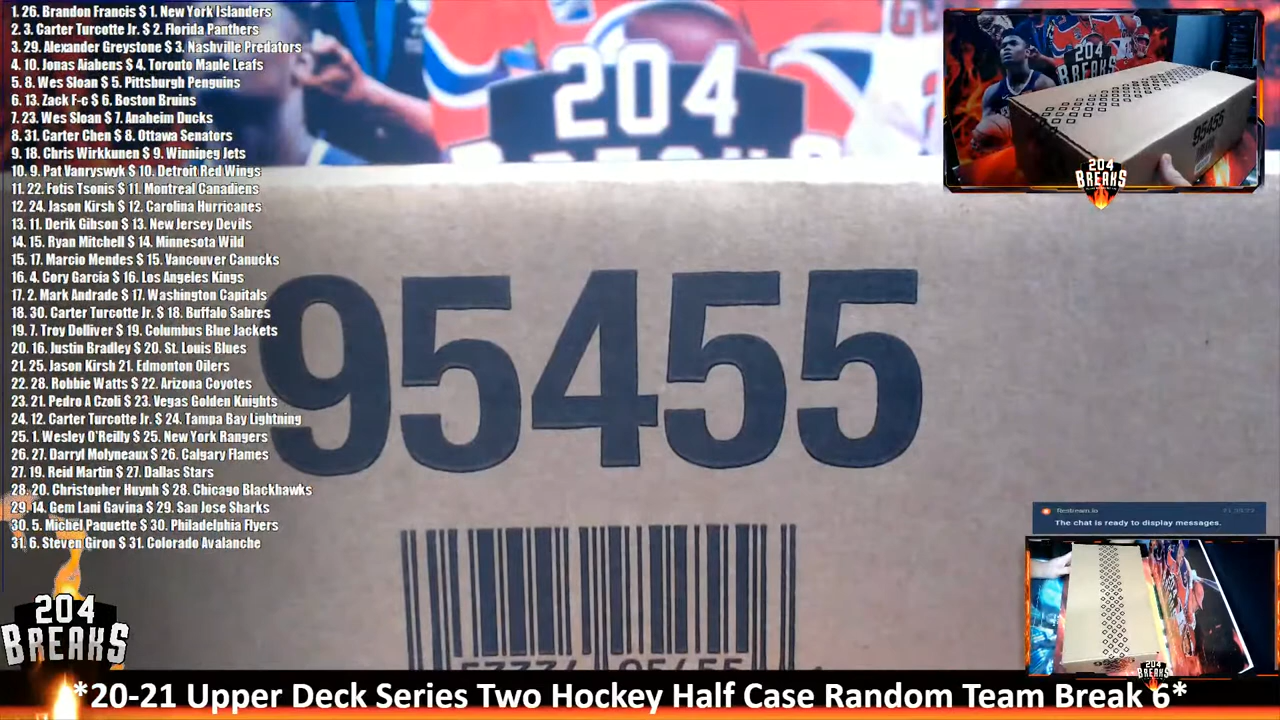 1. 26. Brandon Francis $ 1. New York Islanders
2. 3. Carter Turcotte Jr. $ 2. Florida Panthers
3. 29. Alexander Greystone $ 3. Nashville Predators
4. 10. Jonas Aiabens $ 4. Toronto Maple Leafs
5. 8. Wes Sloan $ 5. Pittsburgh Penguins
6. 13. Zack F-c $ 6. Boston Bruins
7. 23. Wes Sloan $ 7. Anaheim Ducks
8. 31. Carter Chen $ 8. Ottawa Senators
9. 18. Chris Wirkkunen $ 9. Winnipeg Jets
10. 9. Pat Vanryswyk $ 10. Detroit Red Wings
11. 22. Fotis Tsonis $ 11. Montreal Canadiens
12. 24. Jason Kirsh $ 12. Carolina Hurricanes
13. 11. Derik Gibson $ 13. New Jersey Devils
14. 15. Ryan Mitchell $ 14. Minnesota Wild
15. 17. Marcio Mendes $ 15. Vancouver Canucks
16. 4. Cory Garcia $ 16. Los Angeles Kings
17. 2. Mark Andrade $ 17. Washington Capitals
18. 30. Carter Turcotte Jr. $ 18. Buffalo Sabres
19. 7. Troy Dolliver $ 19. Columbus Blue Jackets
20. 16. Justin Bradley $ 20. St. Louis Blues
21. 25. Jason Kirsh 21. Edmonton Oilers
22. 28. Robbie Watts $ 22. Arizona Coyotes
23. 21. Pedro A Czoli $ 23. Vegas Golden Knights
24. 12. Carter Turcotte Jr. $ 24. Tampa Bay Lightning
25. 1. Wesley O'Reilly $ 25. New York Rangers
26. 27. Darryl Molyneaux $ 26. Calgary Flames
27. 19. Reid Martin $ 27. Dallas Stars
28. 20. Christopher Huynh $ 28. Chicago Blackhawks
29. 14. Gem Lani Gavina $ 29. San Jose Sharks
30. 5. Michel Paquette $ 30. Philadelphia Flyers
31. 6. Steven Giron $ 31. Colorado Avalanche
204
95455
204
BREAKS
95455
204
BREAKS
Restream.io
The chat is ready to display messages.
204
BREAKS
204
BREAKS
*20-21 Upper Deck Series Two Hockey Half Case Random Team Break 6*